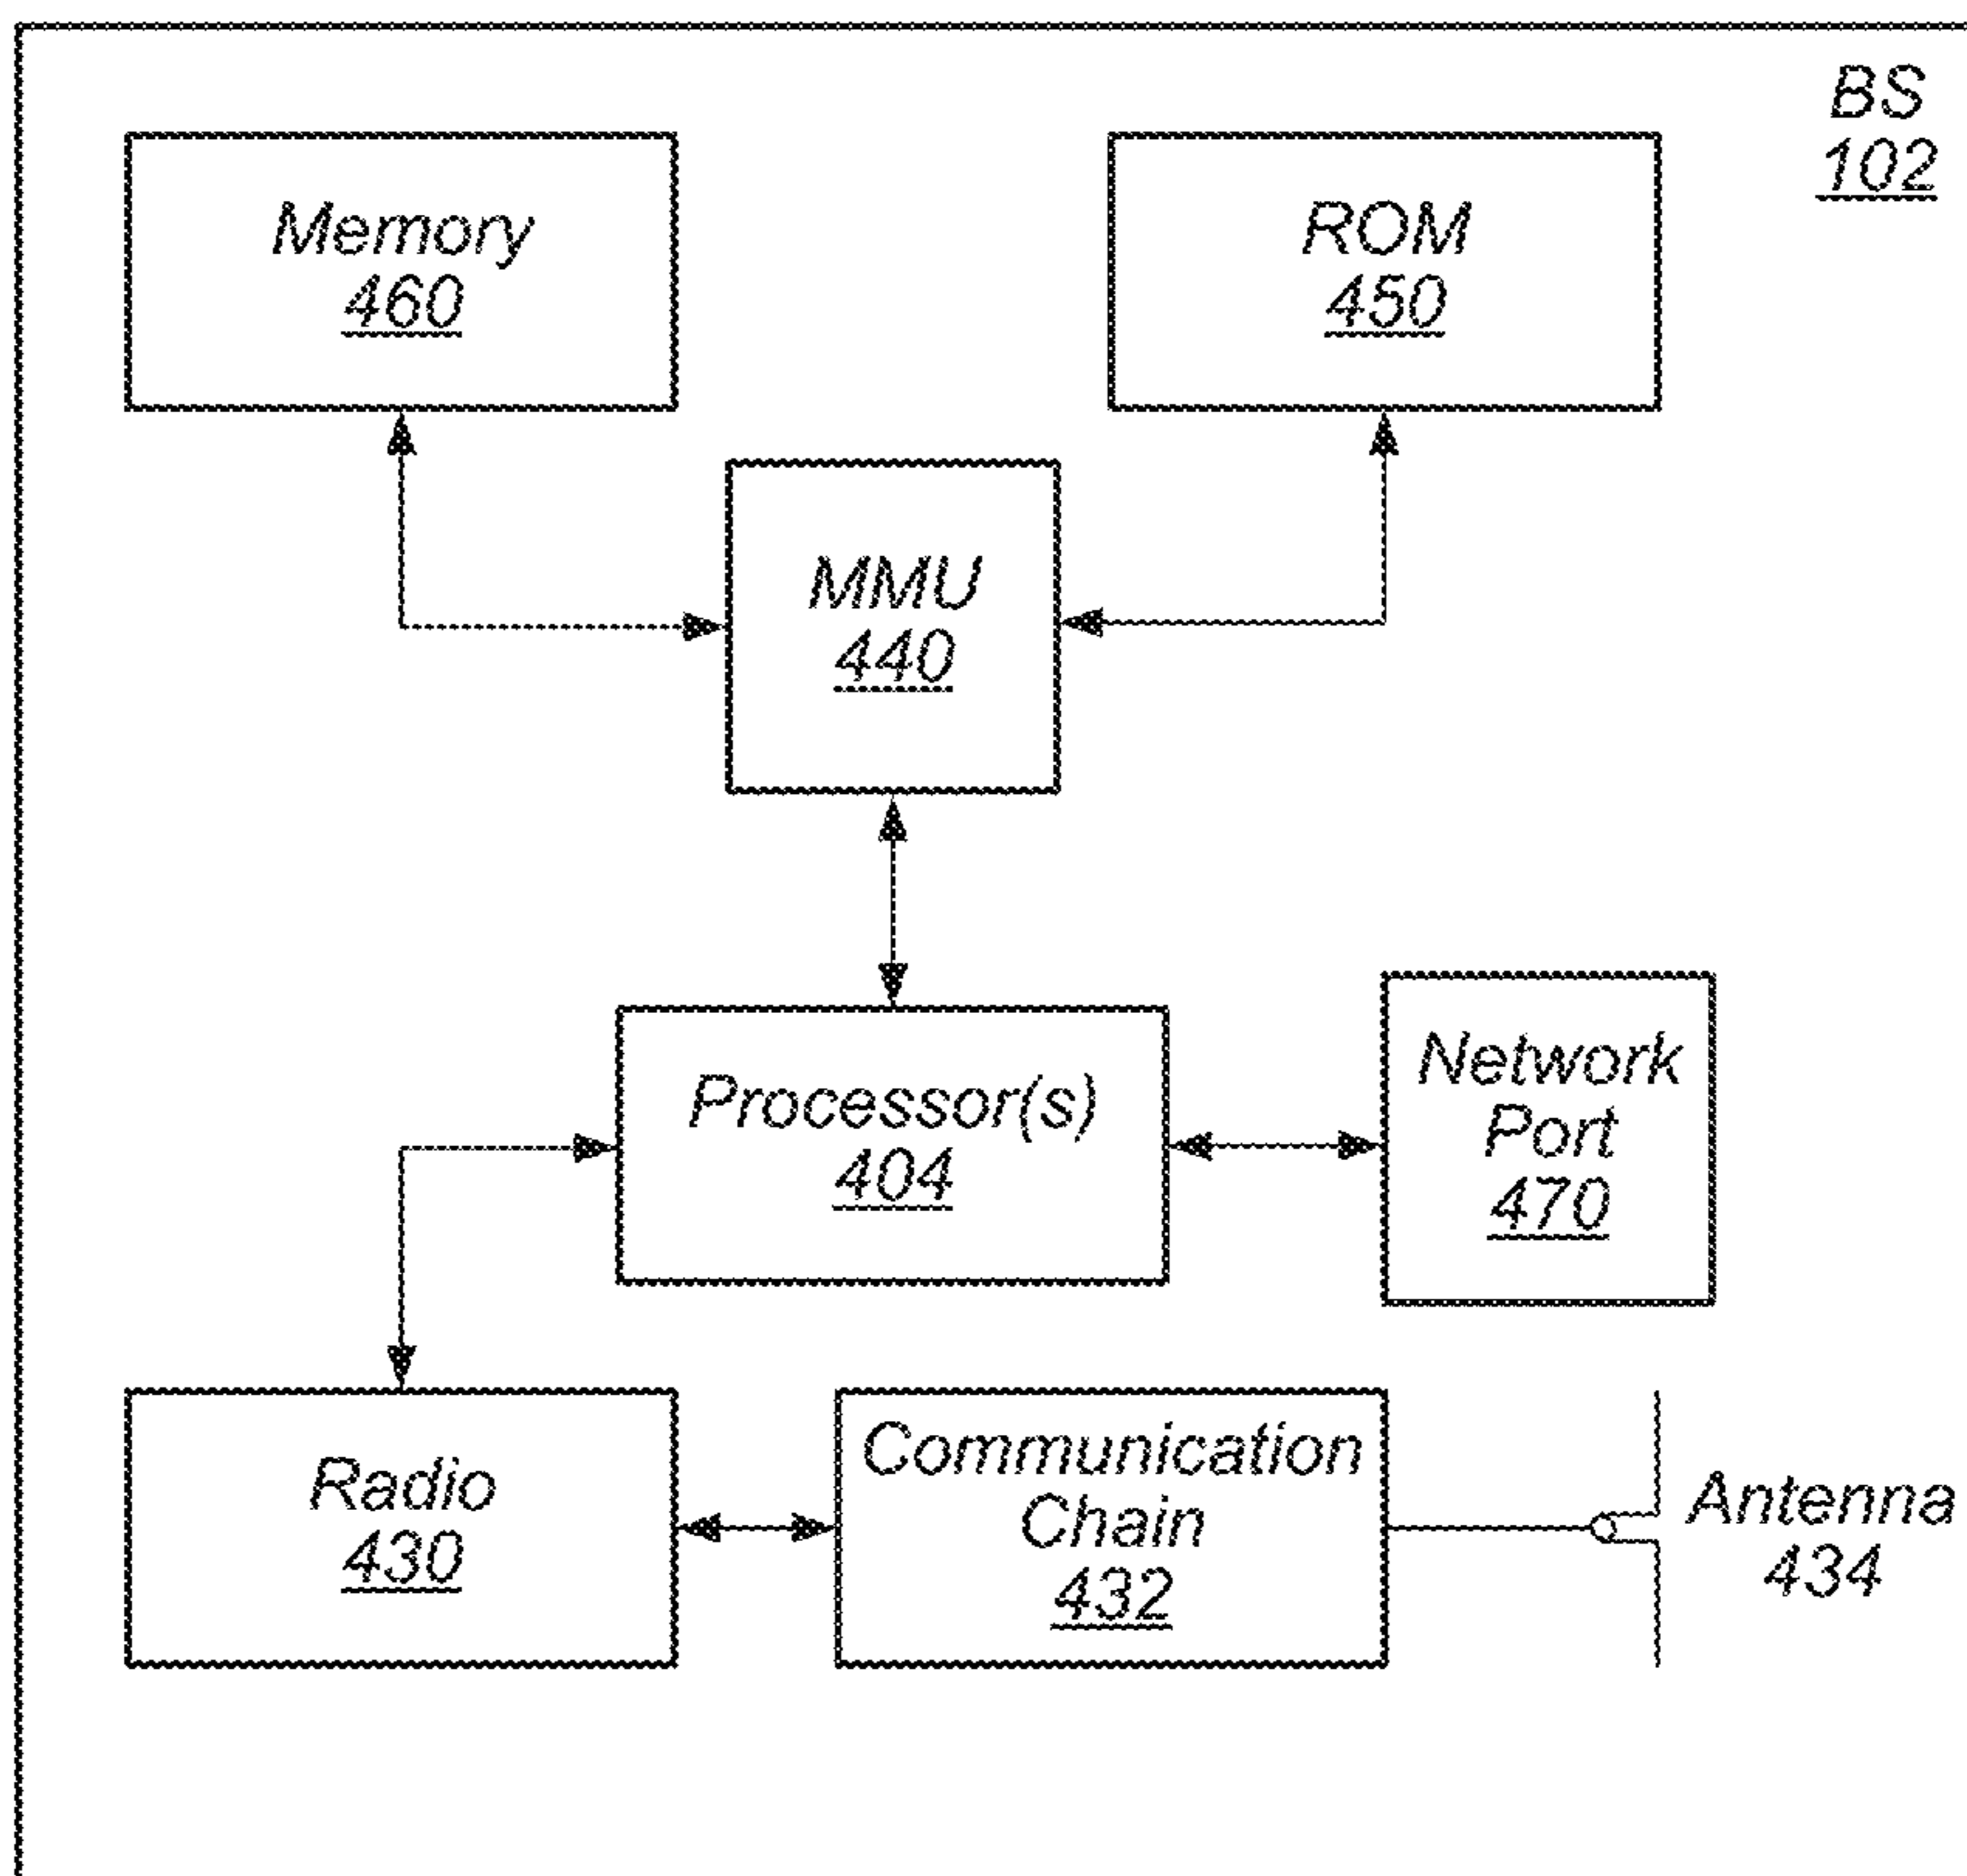 BS
102
Memory
460
ROM
450
MMU
440
Processor(s)
404
Network
Port
470
Radio
430
Communication
Chain
432
Antenna
434